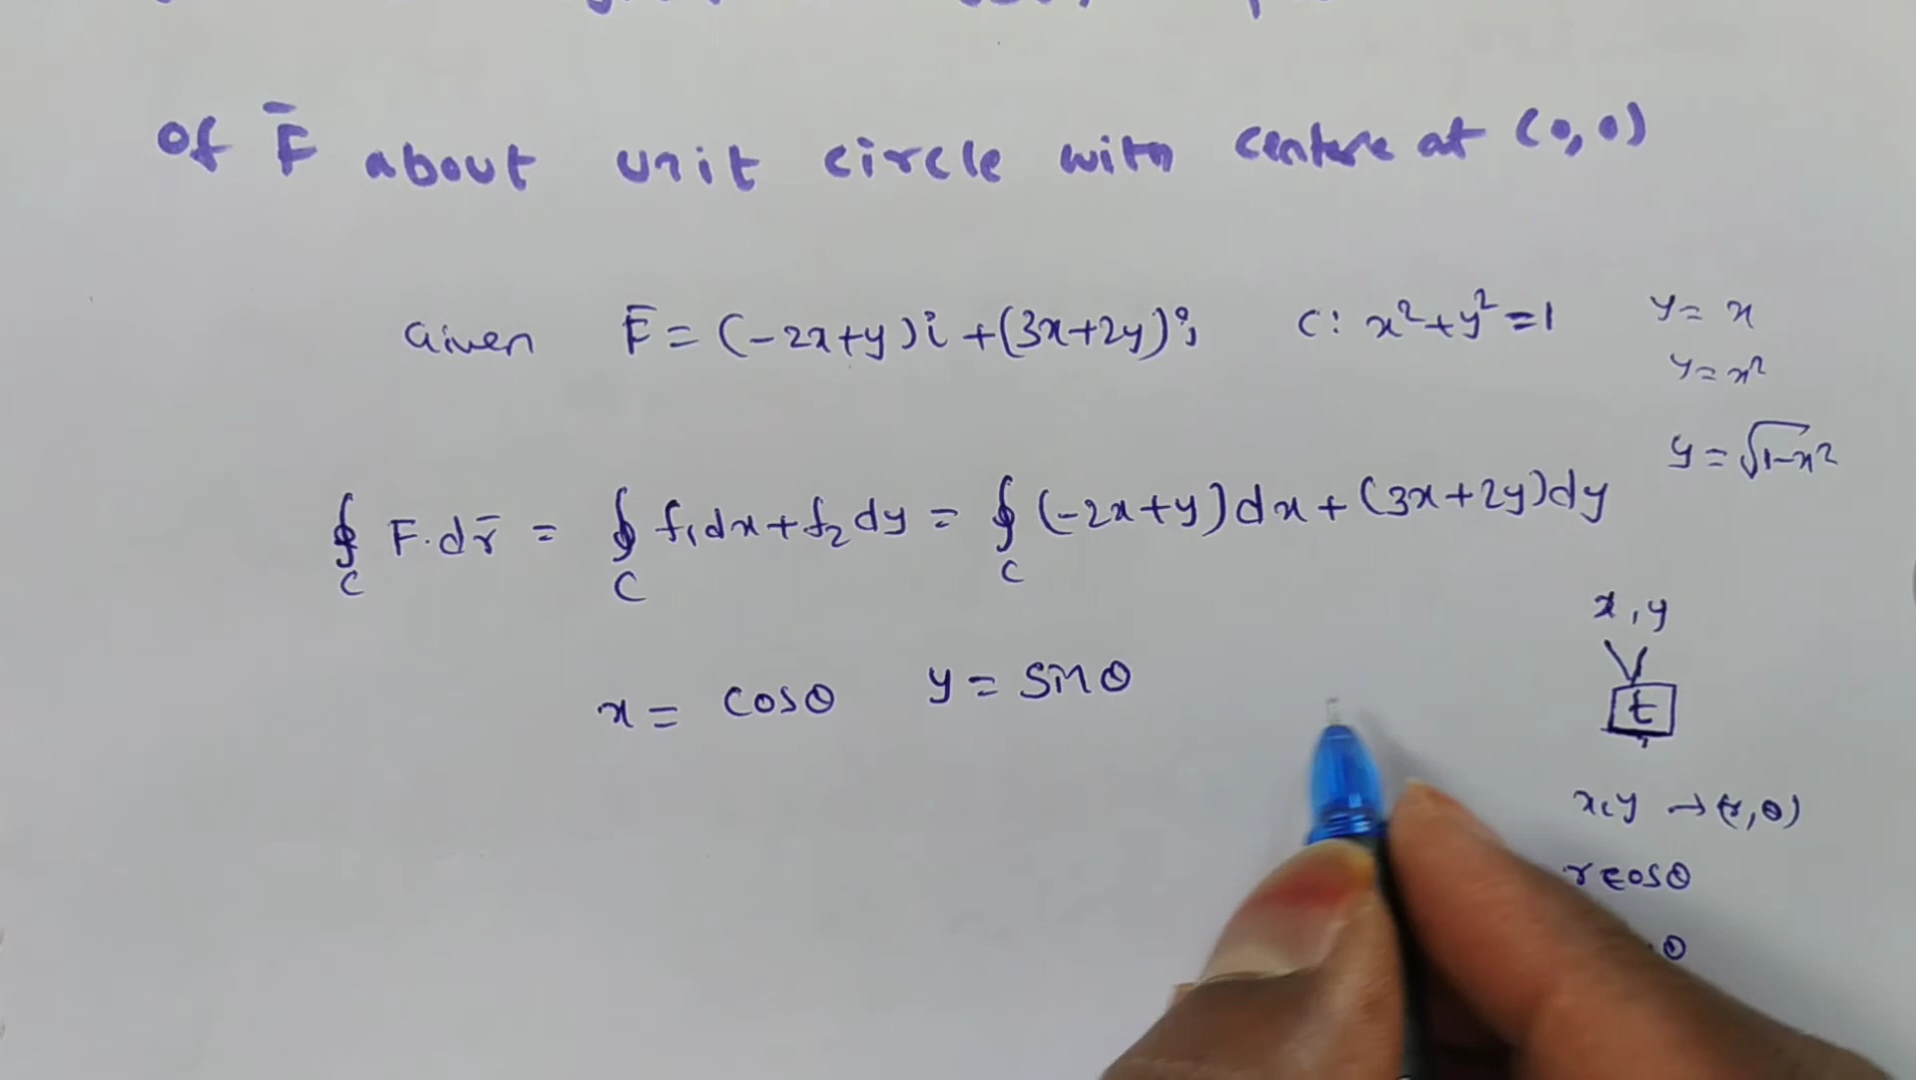 of F̄ about unit circle with centere at (0,0)
Given F̄ = (-2x+y)i + (3x+2y)j C: x²+y²=1
y = x
y = x²
y = √1-x²
∮ F.dr̄ = ∮ f₁dx+f₂dy = ∮ (-2x+y)dx+(3x+2y)dy
C C C
x = cosθ y = sinθ
x,y
t
x,y → (r,θ)
rcosθ
θ